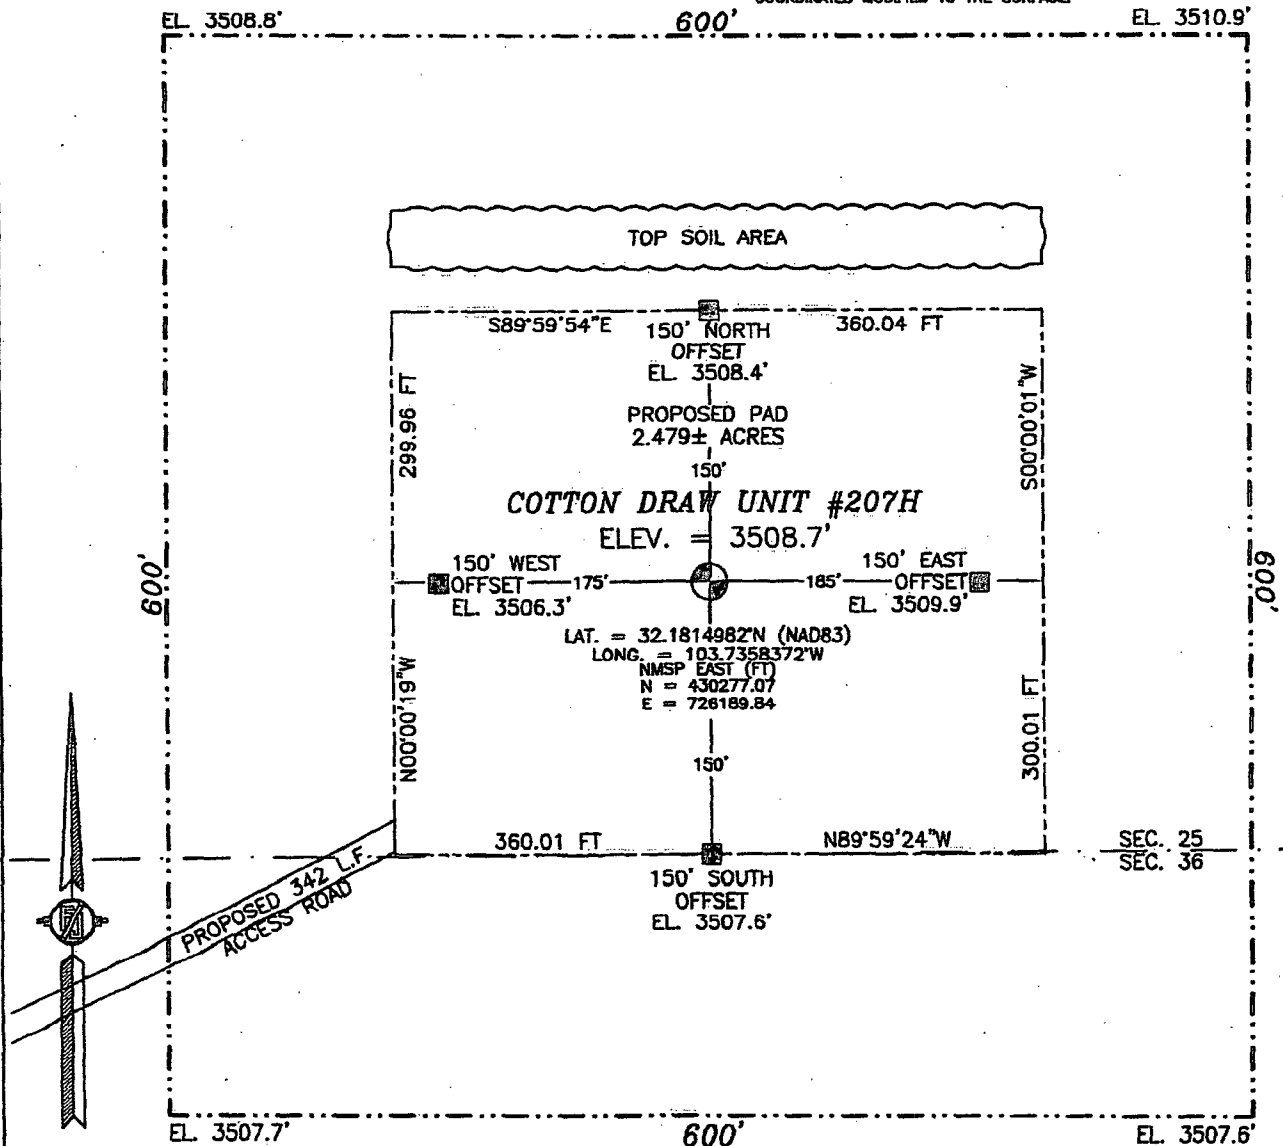 EL. 3508.8'
600'
EL. 3510.9'
TOP SOIL AREA
S89°59'54"E
150' NORTH
360.04 FT
OFFSET
EL. 3508.4'
299.96 FT
S00°00'01"W
PROPOSED PAD
2.479± ACRES
150'
COTTON DRAW UNIT #207H
ELEV. = 3508.7'
600'
150' WEST
OFFSET
EL. 3506.3'
175'
185'
150' EAST
OFFSET
EL. 3509.9'
600'
LAT. = 32.1814982°N (NAD83)
LONG. = 103.7358372°W
NMSP EAST (FT)
N = 430277.07
E = 726189.84
N00°00'19"W
300.01 FT
150'
360.01 FT
N89°59'24"W
SEC. 25
SEC. 36
150' SOUTH
OFFSET
EL. 3507.6'
PROPOSED 342 L.F.
ACCESS ROAD
EL. 3507.7'
600'
EL. 3507.6'